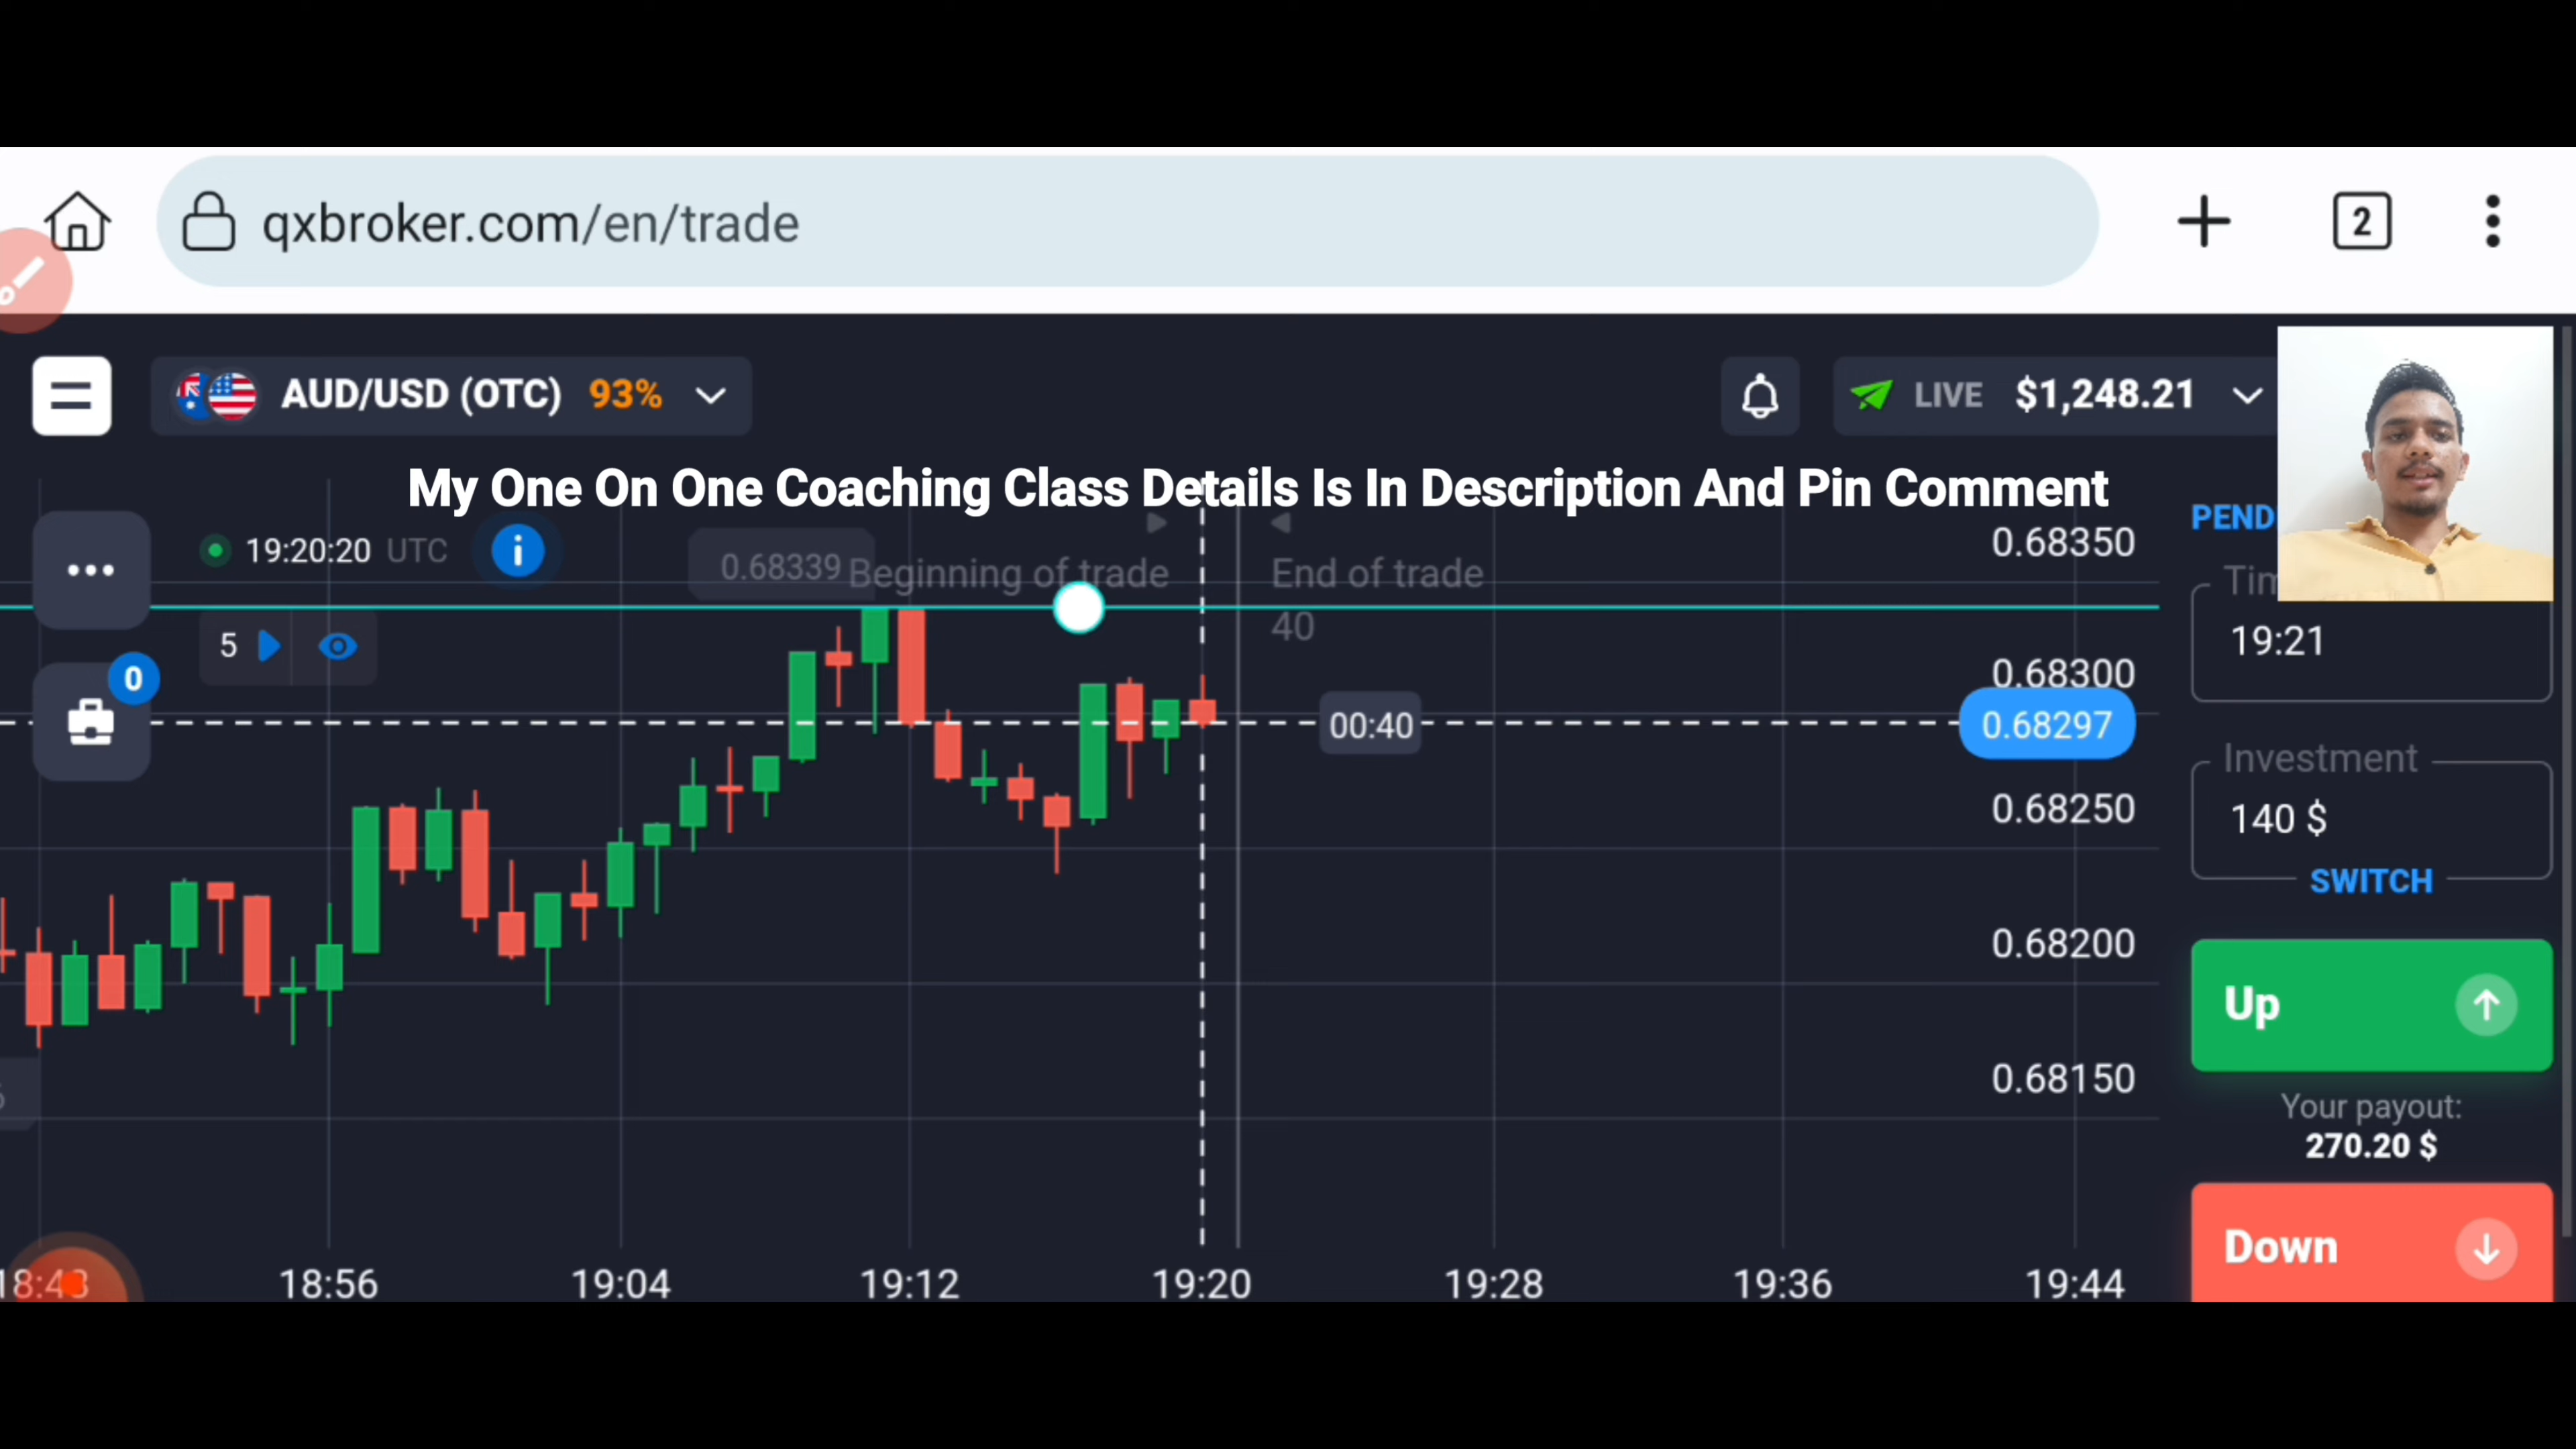 qxbroker.com/en/trade
2
AUD/USD (OTC) 93%
LIVE $1,248.21
My One On One Coaching Class Details Is In Description And Pin Comment
19:20:20 UTC
i
0.68339
Beginning of trade
End of trade
40
0.68350
PEND
19:21
5
0
0.68300
00:40
0.68297
Investment
140 $
SWITCH
0.68250
0.68200
0.68150
Up
Your payout:
270.20 $
Down
18:48 18:56 19:04 19:12 19:20 19:28 19:36 19:44